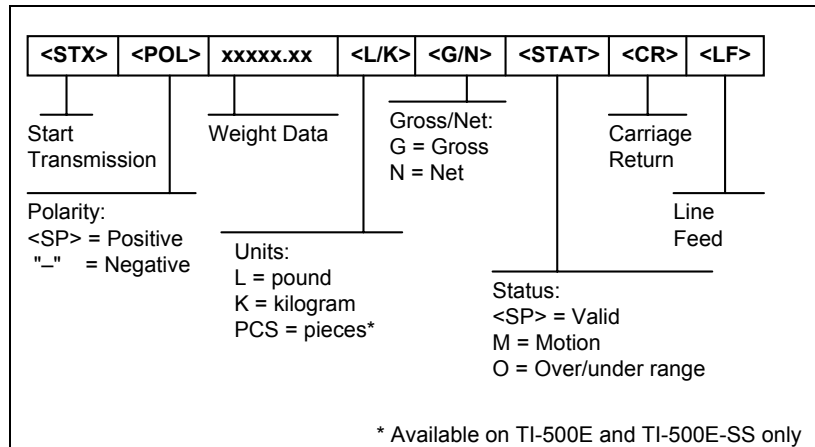 <STX> <POL> xxxxx.xx <L/K> <G/N> <STAT> <CR> <LF>
Start
Transmission
Weight Data
Gross/Net:
G = Gross
N = Net
Carriage
Return
Polarity:
<SP> = Positive
"–" = Negative
Units:
L = pound
K = kilogram
PCS = pieces*
Line
Feed
Status:
<SP> = Valid
M = Motion
O = Over/under range
* Available on TI-500E and TI-500E-SS only